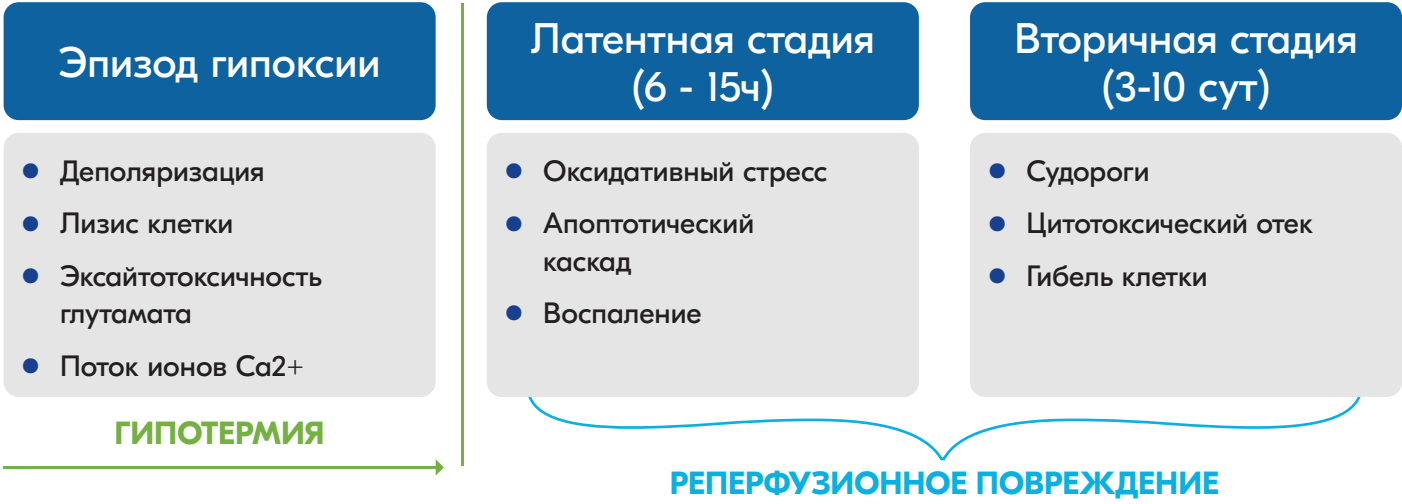 Эпизод гипоксии
Деполяризация
Лизис клетки
Эксайтотоксичность
глутамата
Поток ионов Ca2+
ГИПОТЕРМИЯ
Латентная стадия
(6 - 15ч)
Оксидативный стресс
Апоптотический
каскад
Воспаление
Вторичная стадия
(3-10 сут)
Судороги
Цитотоксический отек
Гибель клетки
РЕПЕРФУЗИОННОЕ ПОВРЕЖДЕНИЕ